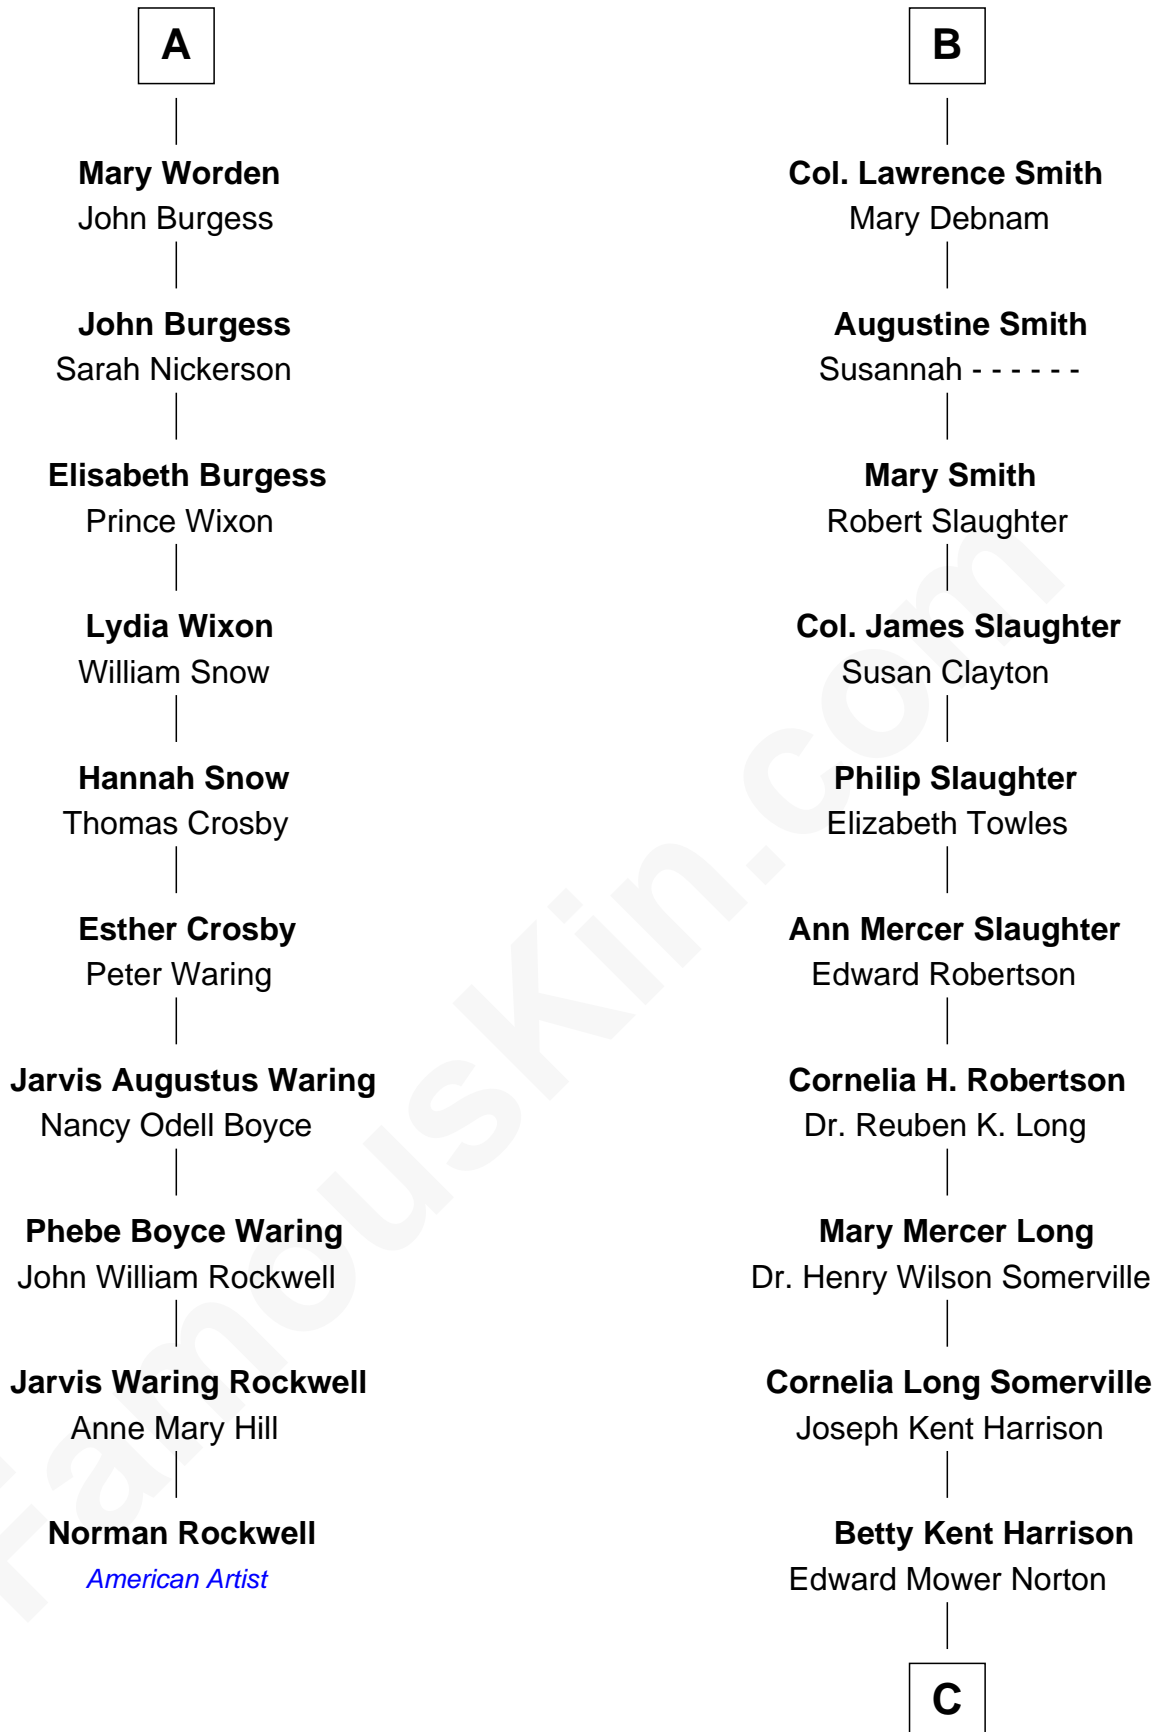 A
Mary Worden
John Burgess
John Burgess
Sarah Nickerson
Elisabeth Burgess
Prince Wixon
Lydia Wixon
William Snow
Hannah Snow
Thomas Crosby
Esther Crosby
Peter Waring
Jarvis Augustus Waring
Nancy Odell Boyce
Phebe Boyce Waring
John William Rockwell
Jarvis Waring Rockwell
Anne Mary Hill
Norman Rockwell
American Artist
B
Col. Lawrence Smith
Mary Debnam
Augustine Smith
Susannah - - - - - -
Mary Smith
Robert Slaughter
Col. James Slaughter
Susan Clayton
Philip Slaughter
Elizabeth Towles
Ann Mercer Slaughter
Edward Robertson
Cornelia H. Robertson
Dr. Reuben K. Long
Mary Mercer Long
Dr. Henry Wilson Somerville
Cornelia Long Somerville
Joseph Kent Harrison
Betty Kent Harrison
Edward Mower Norton
C
FamousKin.com